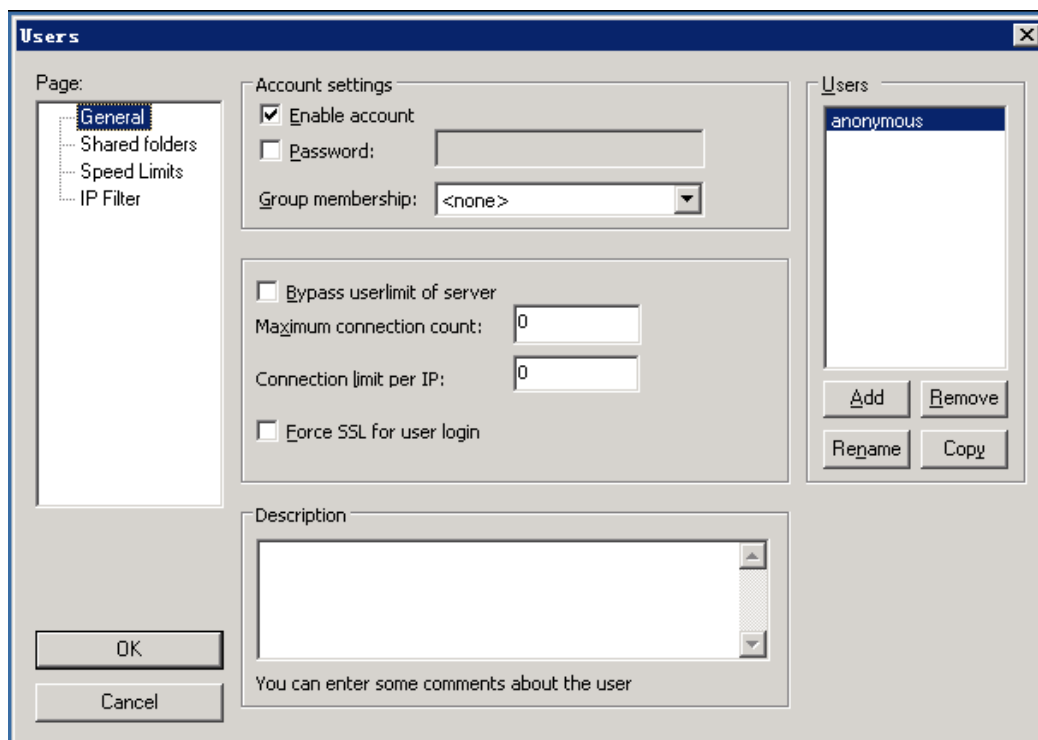 Users
Page:
General
Shared folders
Speed Limits
IP Filter
OK
Cancel
Account settings
Enable account
Password:
Group membership: <none>
Bypass userlimit of server
Maximum connection count: 0
Connection limit per IP: 0
Force SSL for user login
Description
You can enter some comments about the user
Users
anonymous
Add Remove
Rename Copy